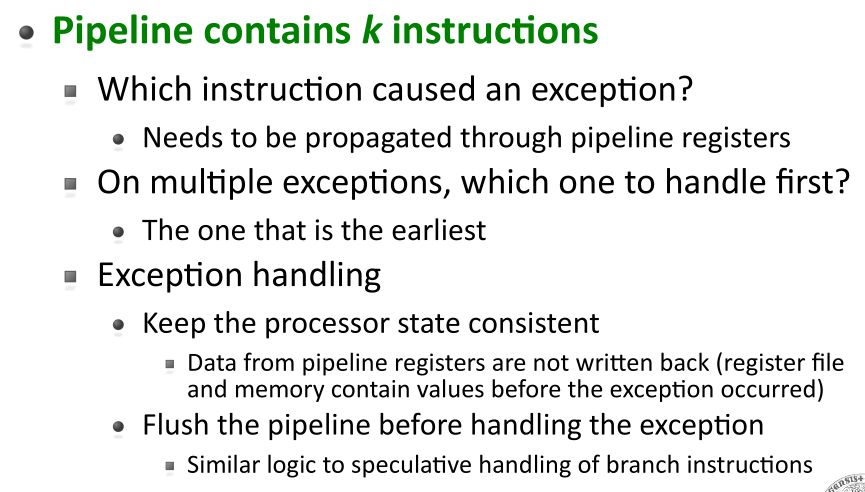 Pipeline contains k instructions
Which instruction caused an exception?
Needs to be propagated through pipeline registers
On multiple exceptions, which one to handle first?
The one that is the earliest
Exception handling
Keep the processor state consistent
Data from pipeline registers are not written back (register file
and memory contain values before the exception occurred)
Flush the pipeline before handling the exception
Similar logic to speculative handling of branch instructions